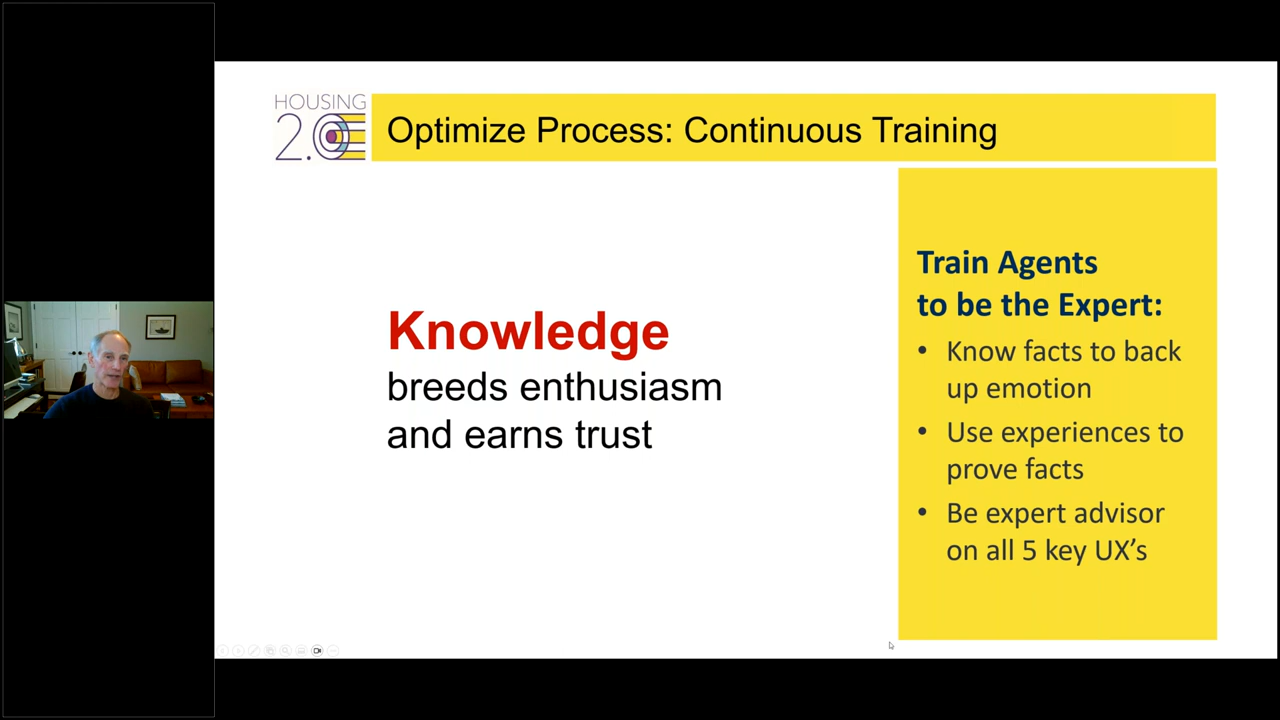 HOUSING
2.0
Optimize Process: Continuous Training
Knowledge
breeds enthusiasm
and earns trust
Train Agents
to be the Expert:
• Know facts to back
up emotion
• Use experiences to
prove facts
• Be expert advisor
on all 5 key UX’s